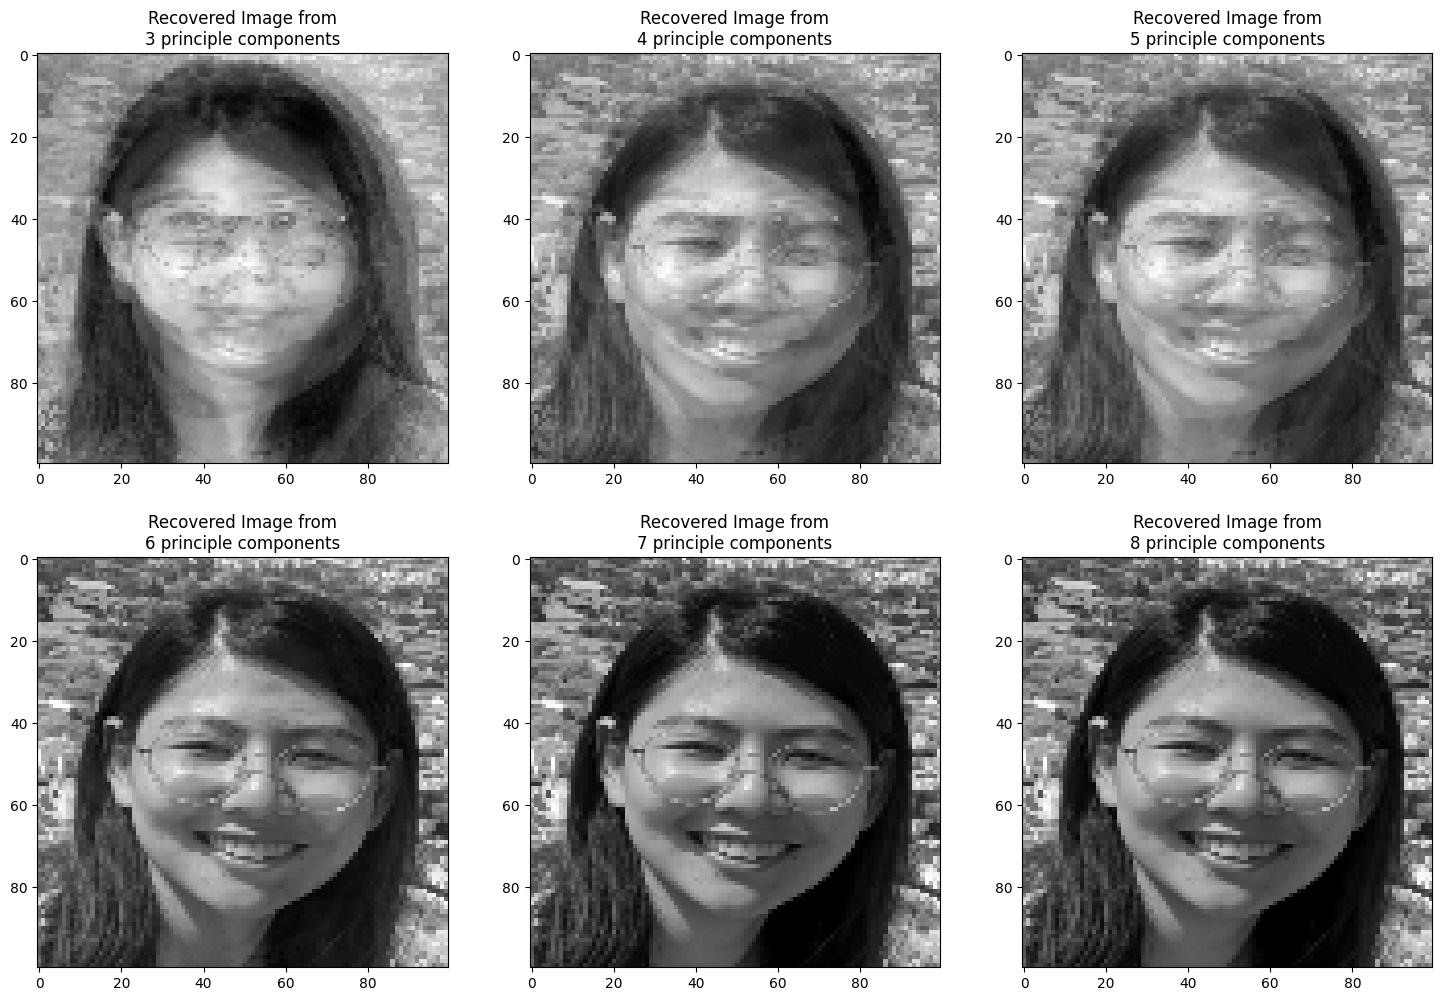 Recovered Image from
3 principle components
Recovered Image from
4 principle components
Recovered Image from
5 principle components
0
20
40
60
80
0 20 40 60 80
0
20
40
60
80
0 20 40 60 80
0
20
40
60
80
0 20 40 60 80
Recovered Image from
6 principle components
Recovered Image from
7 principle components
Recovered Image from
8 principle components
0
20
40
60
80
0 20 40 60 80
0
20
40
60
80
0 20 40 60 80
0
20
40
60
80
0 20 40 60 80